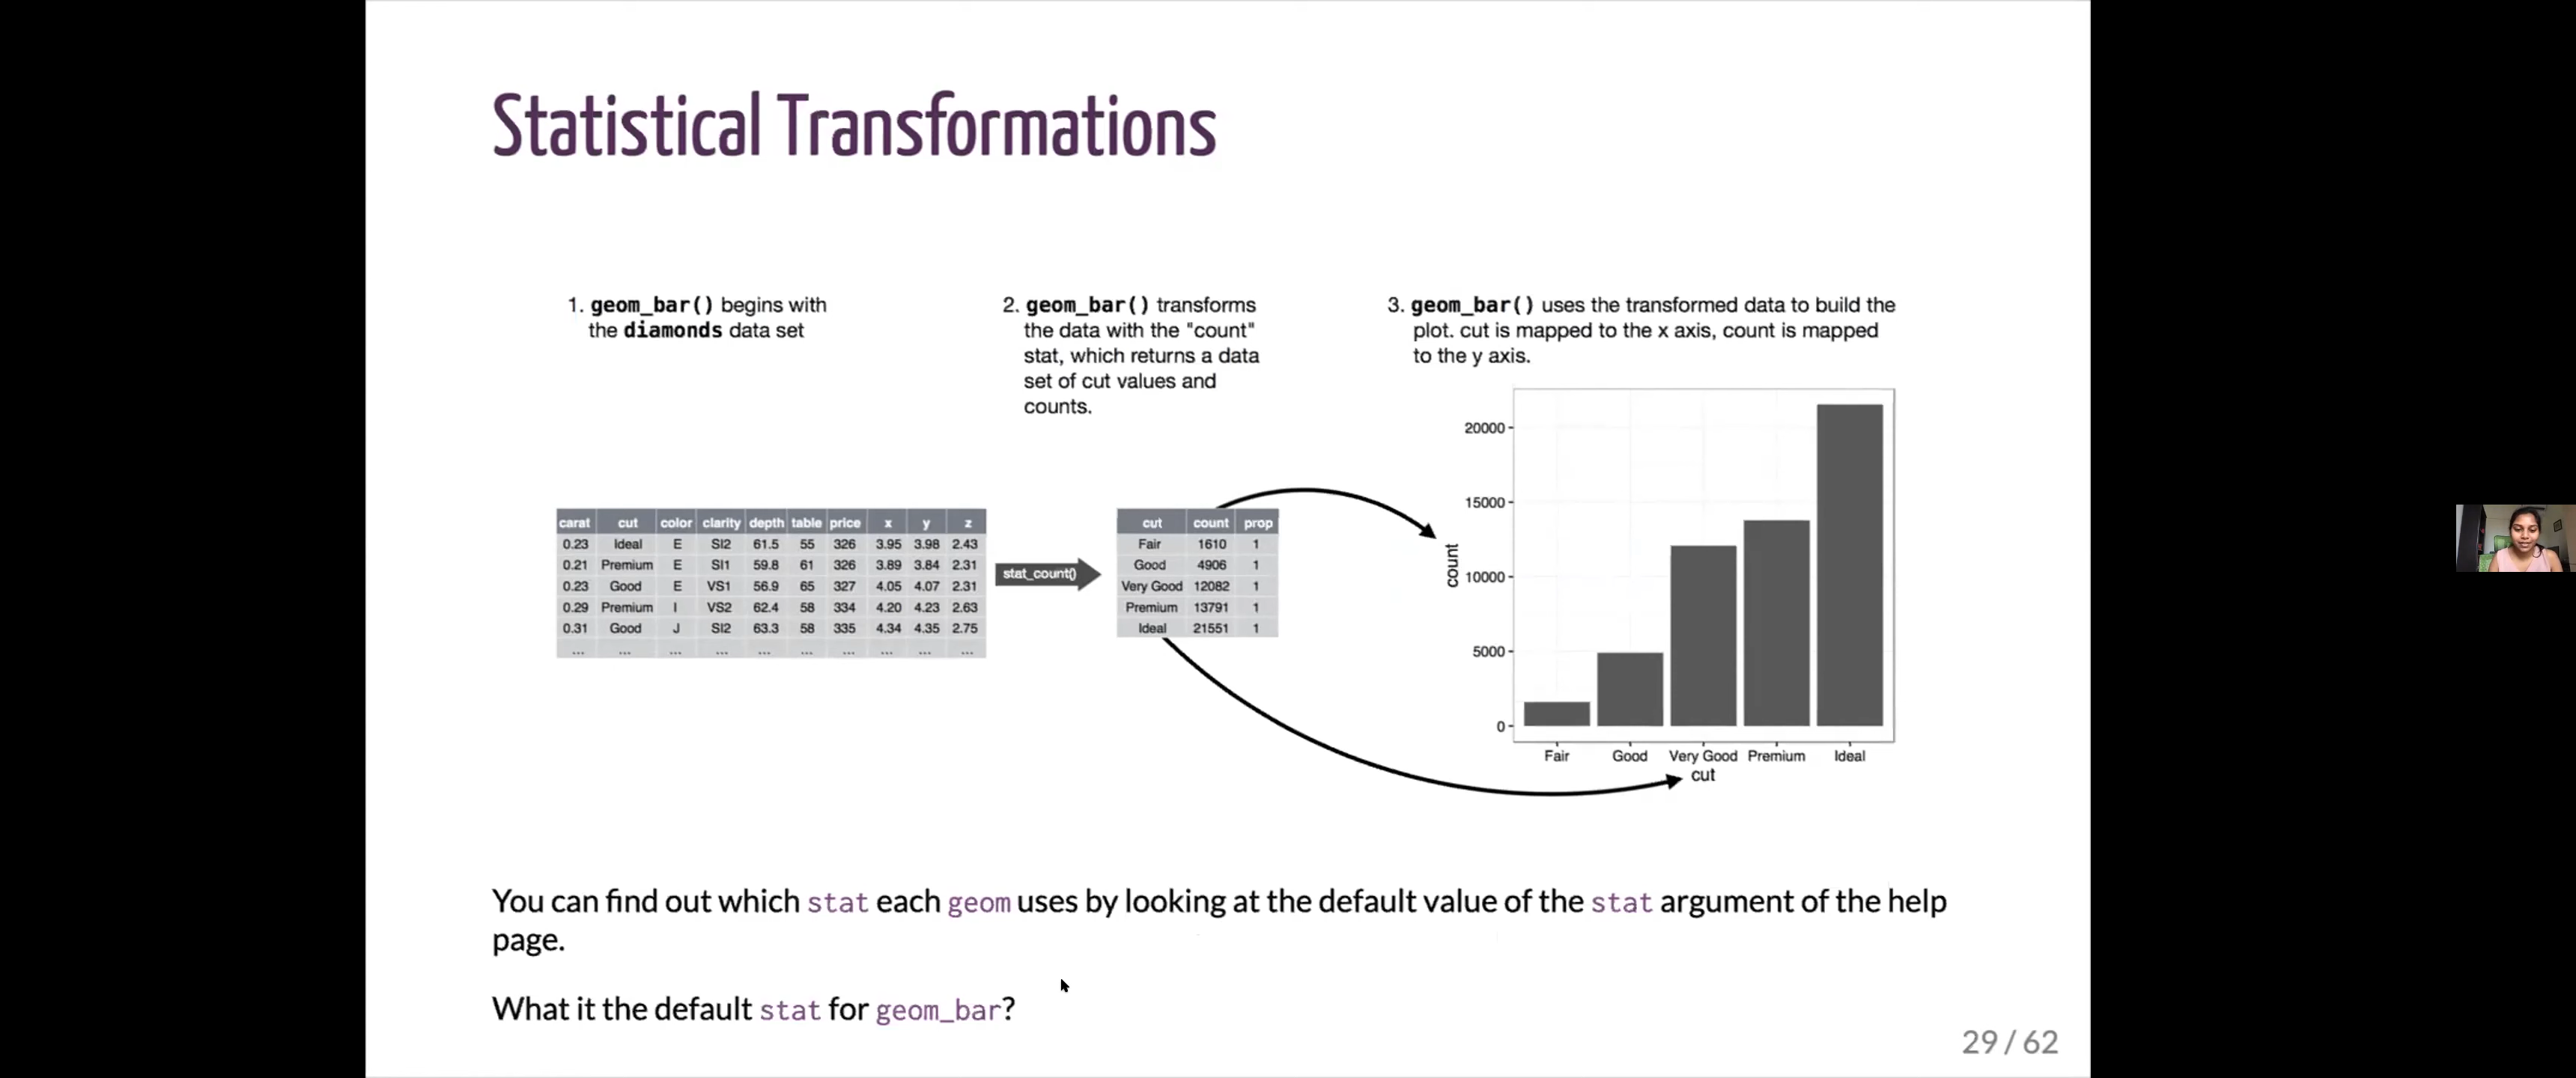 Statistical Transformations
1. geom_bar() begins with
the diamonds data set
2. geom_bar() transforms
the data with the "count"
stat, which returns a data
set of cut values and
counts.
3. geom_bar() uses the transformed data to build the
plot. cut is mapped to the x axis, count is mapped
to the y axis.
carat cut color clarity depth table price x y z
0.23 Ideal E SI2 61.5 55 326 3.95 3.98 2.43
0.21 Premium E SI1 59.8 61 326 3.89 3.84 2.31
0.23 Good E VS1 56.9 65 327 4.05 4.07 2.31
0.29 Premium I VS2 62.4 58 334 4.20 4.23 2.63
0.31 Good J SI2 63.3 58 335 4.34 4.35 2.75
... ... ... ... ... ... ... ... ... ...
stat_count()
cut count prop
Fair 1610 1
Good 4906 1
Very Good 12082 1
Premium 13791 1
Ideal 21551 1
count
20000
15000
10000
5000
0
Fair Good Very Good Premium Ideal
cut
You can find out which stat each geom uses by looking at the default value of the stat argument of the help
page.
What it the default stat for geom_bar?
29 / 62